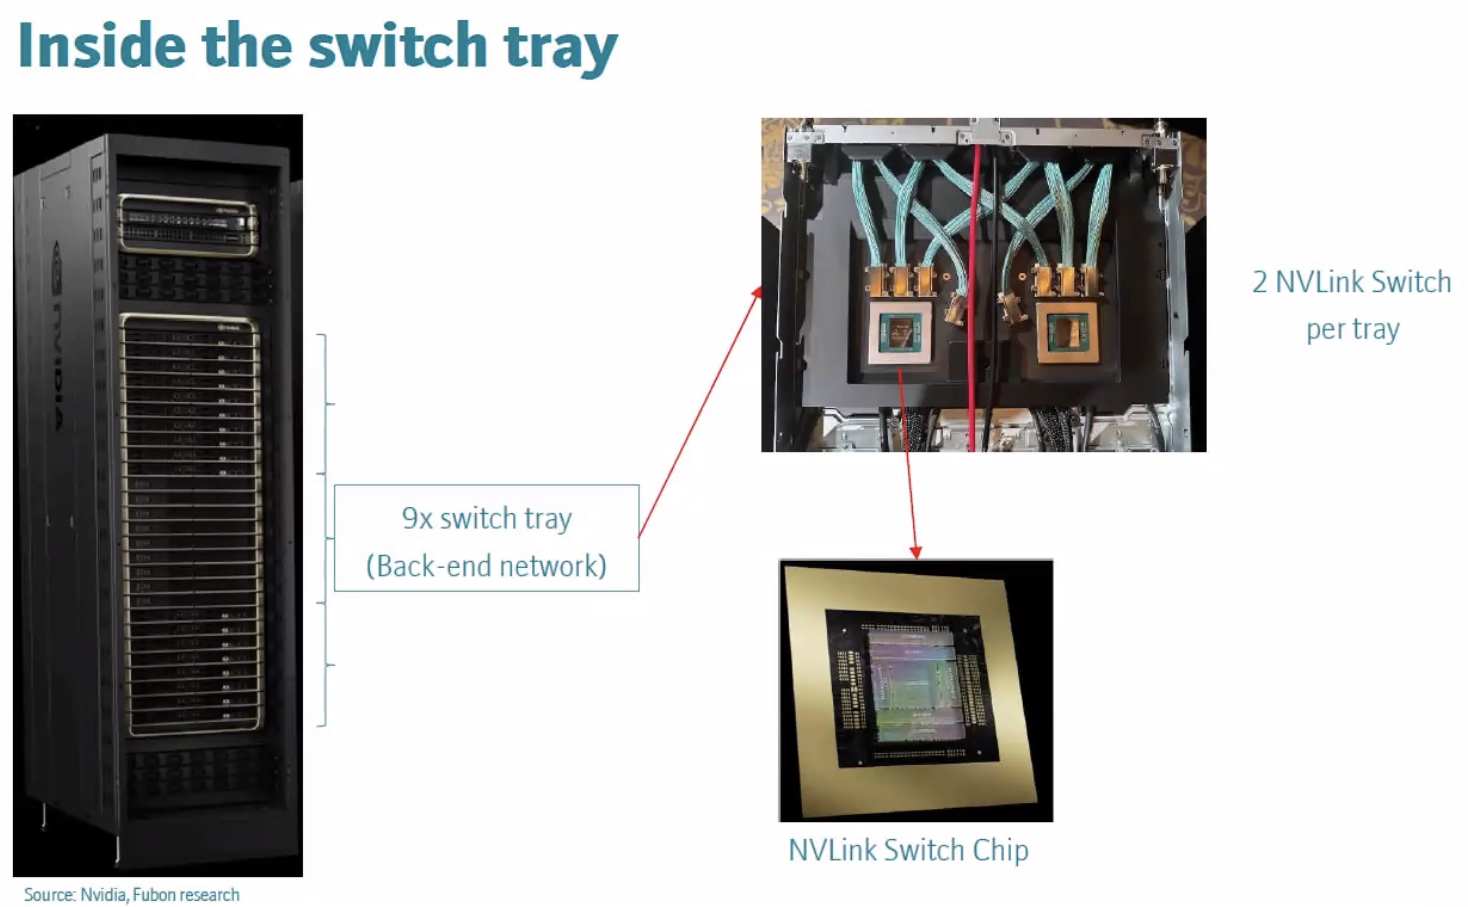 Inside the switch tray
NVIDIA
9x switch tray
(Back-end network)
2 NVLink Switch
per tray
NVLink Switch Chip
Source: Nvidia, Fubon research